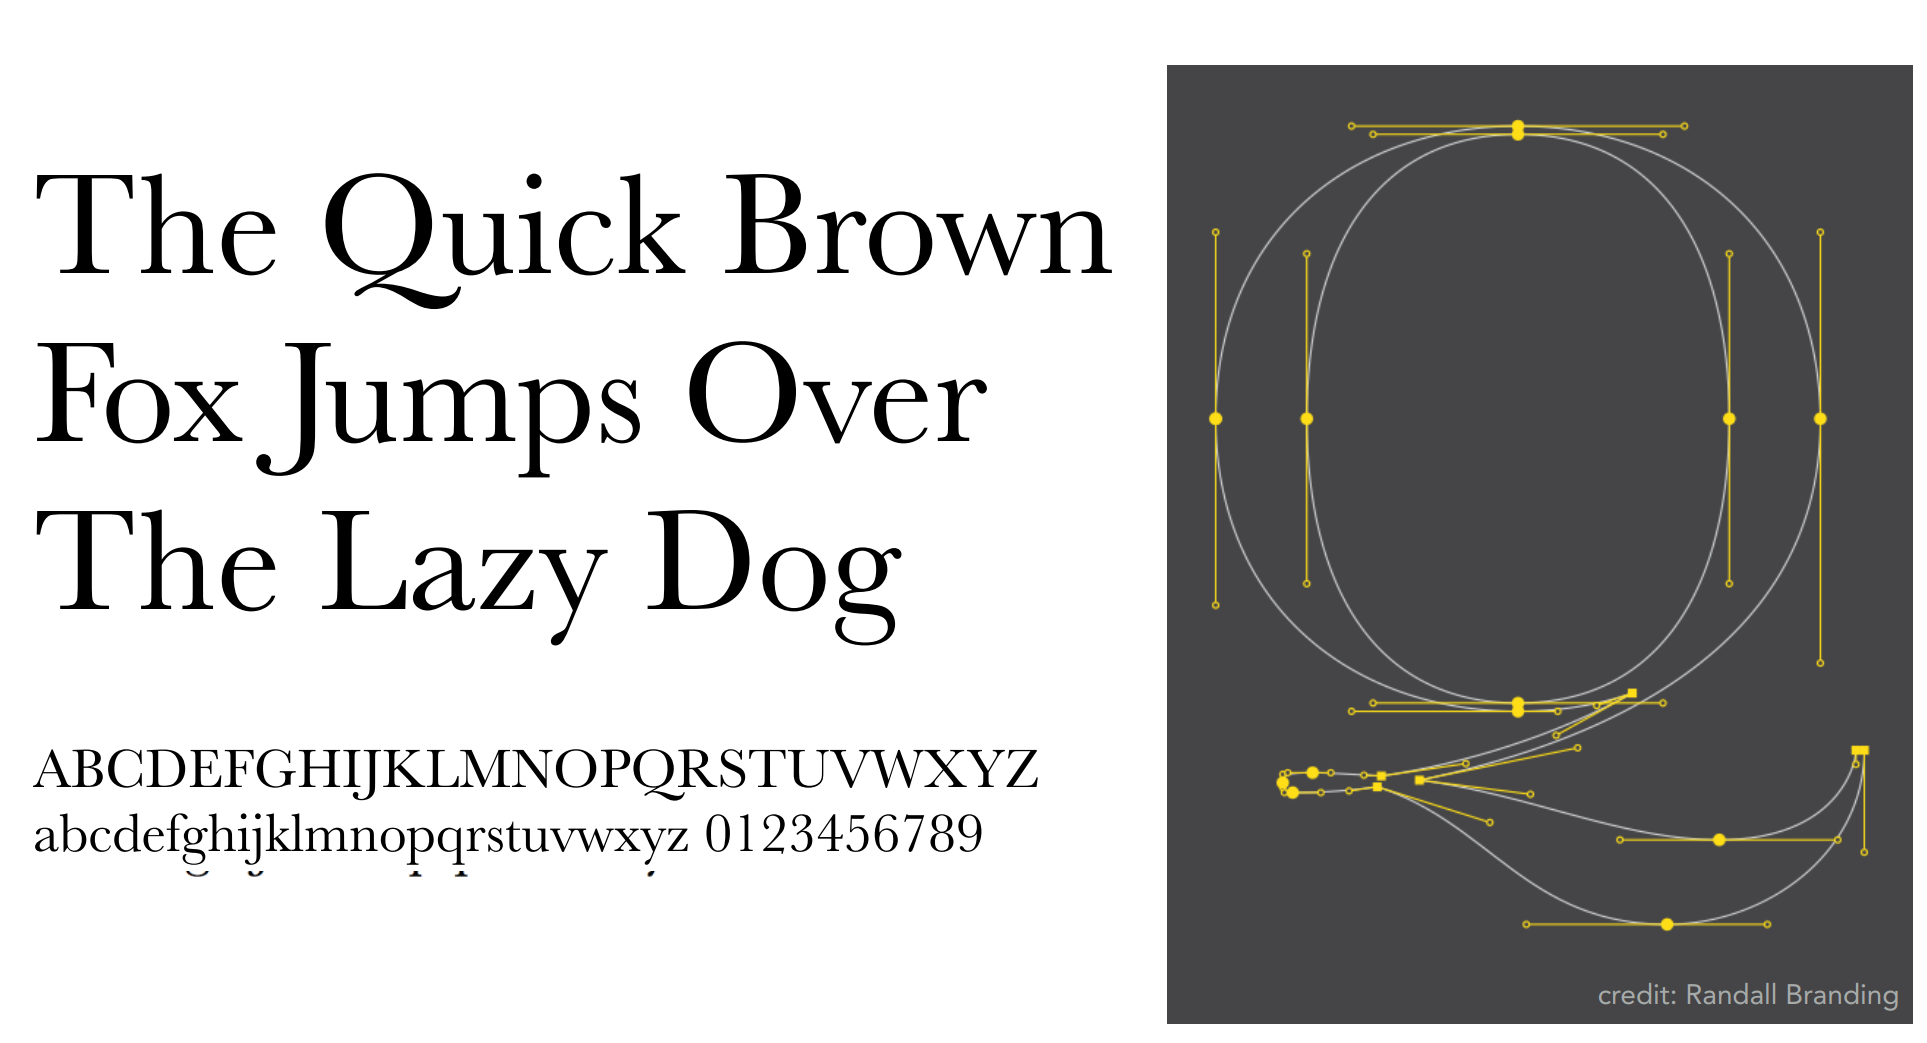 The Quick Brown
Fox Jumps Over
The Lazy Dog
ABCDEFGHIJKLMNOPQRSTUVWXYZ
abcdefghijklmnopqrstuvwxyz 0123456789
Q
credit: Randall Branding